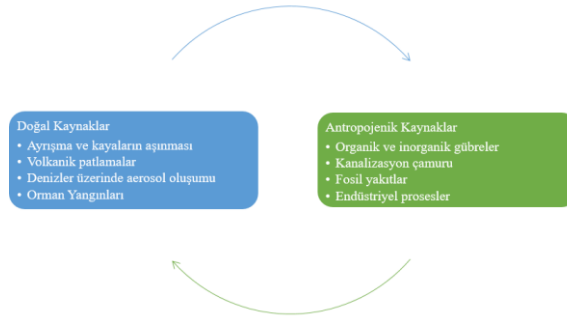 Doğal Kaynaklar
• Ayrışma ve kayaların aşınması
• Volkanik patlamalar
• Denizler üzerinde aerosol oluşumu
• Orman Yangınları
Antropojenik Kaynaklar
• Organik ve inorganik gübreler
• Kanalizasyon çamuru
• Fosil yakıtlar
• Endüstriyel prosesler